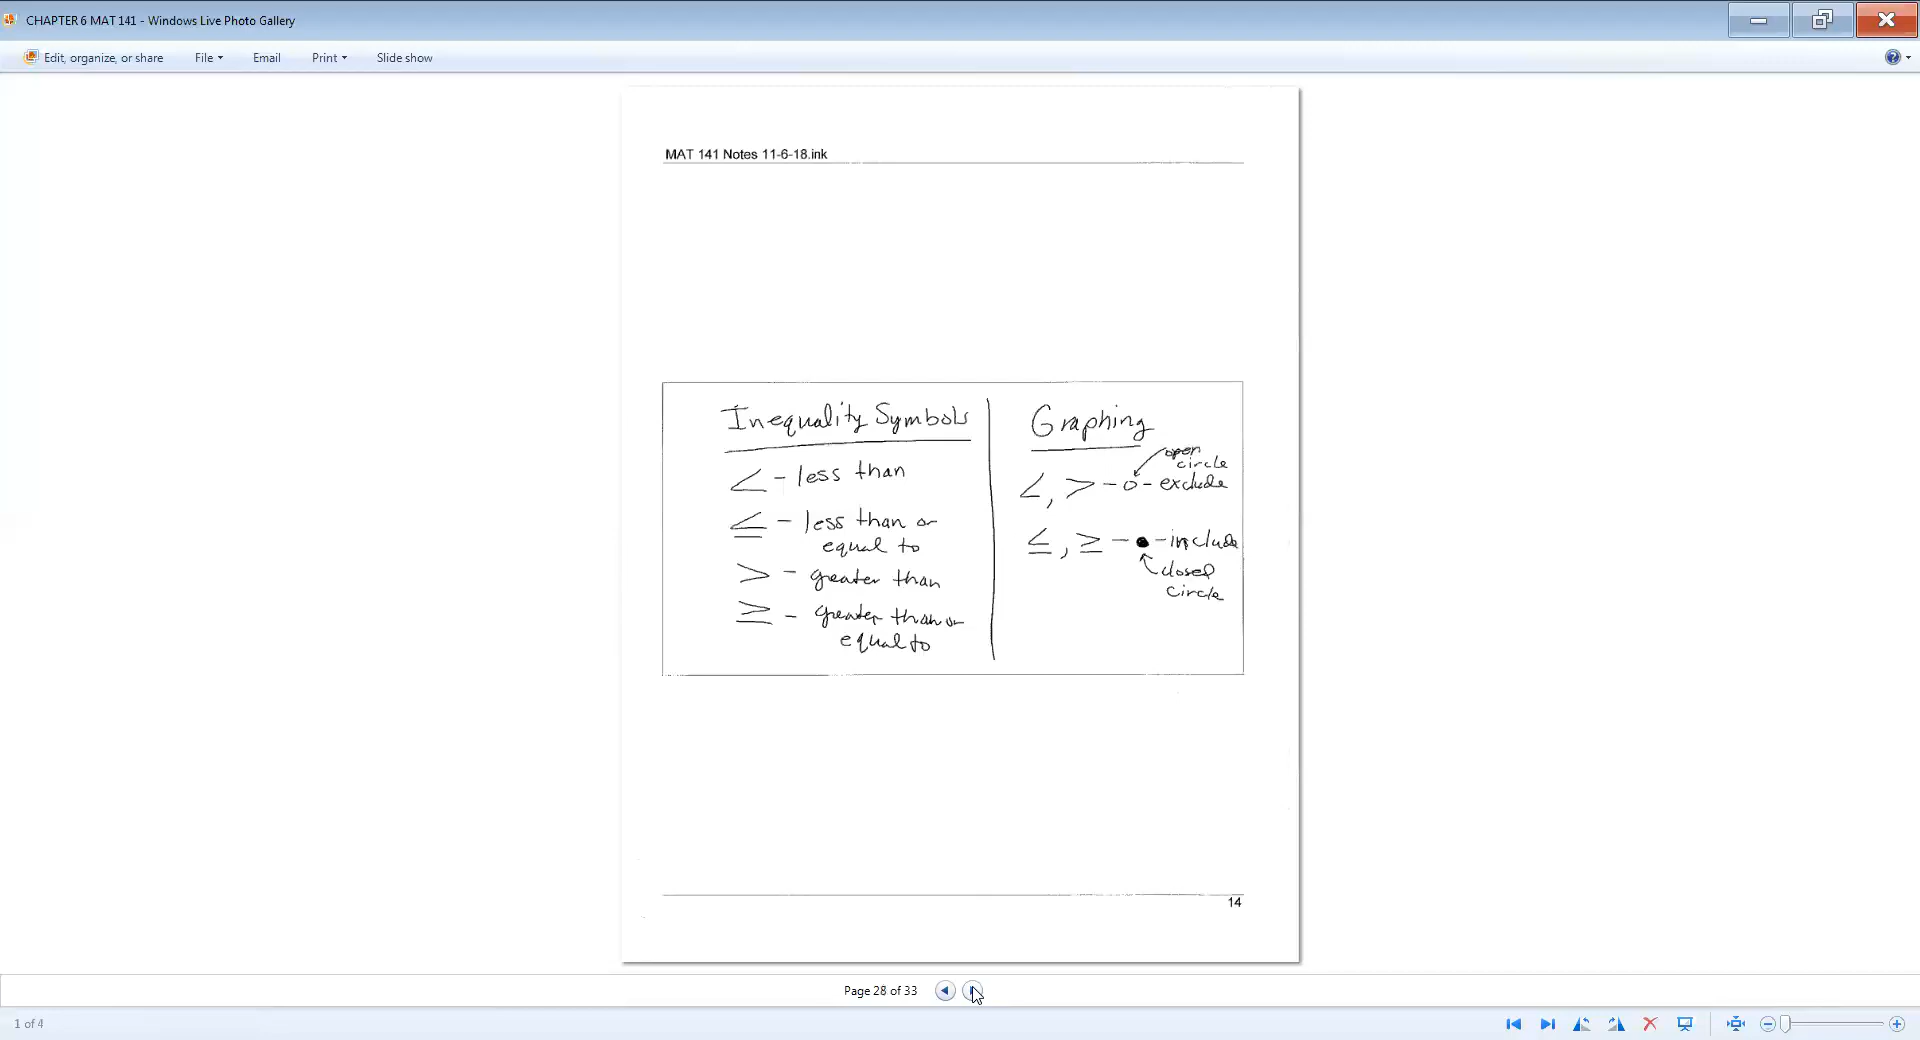 CHAPTER 6 MAT 141 - Windows Live Photo Gallery
Edit, organize, or share File Email Print Slide show
MAT 141 Notes 11-6-18.ink
Inequality Symbols
< - less than
≤ - less than or
equal to
> - greater than
≥ - greater than or
equal to
Graphing
open
circle
<, > - o - exclude
≤, ≥ - ● - include
closed
circle
14
Page 28 of 33
1 of 4